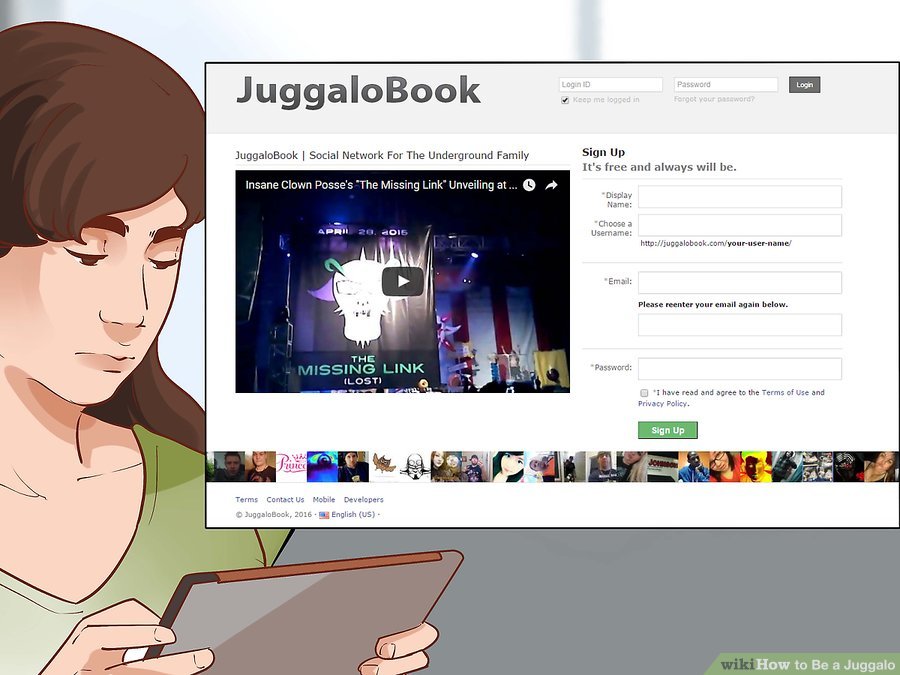 JuggaloBook
Login ID
Password
Login
Keep me logged in
Forgot your password?
JuggaloBook | Social Network For The Underground Family
Insane Clown Posse's "The Missing Link" Unveiling at ...
APRIL 28, 2015
THE
MISSING LINK
(LOST)
Sign Up
It's free and always will be.
*Display
Name:
*Choose a
Username:
http://juggalobook.com/your-user-name/
*Email:
Please reenter your email again below.
*Password:
*I have read and agree to the Terms of Use and
Privacy Policy.
Sign Up
Terms Contact Us Mobile Developers
© JuggaloBook, 2016 · English (US) ·
wikiHow to Be a Juggalo